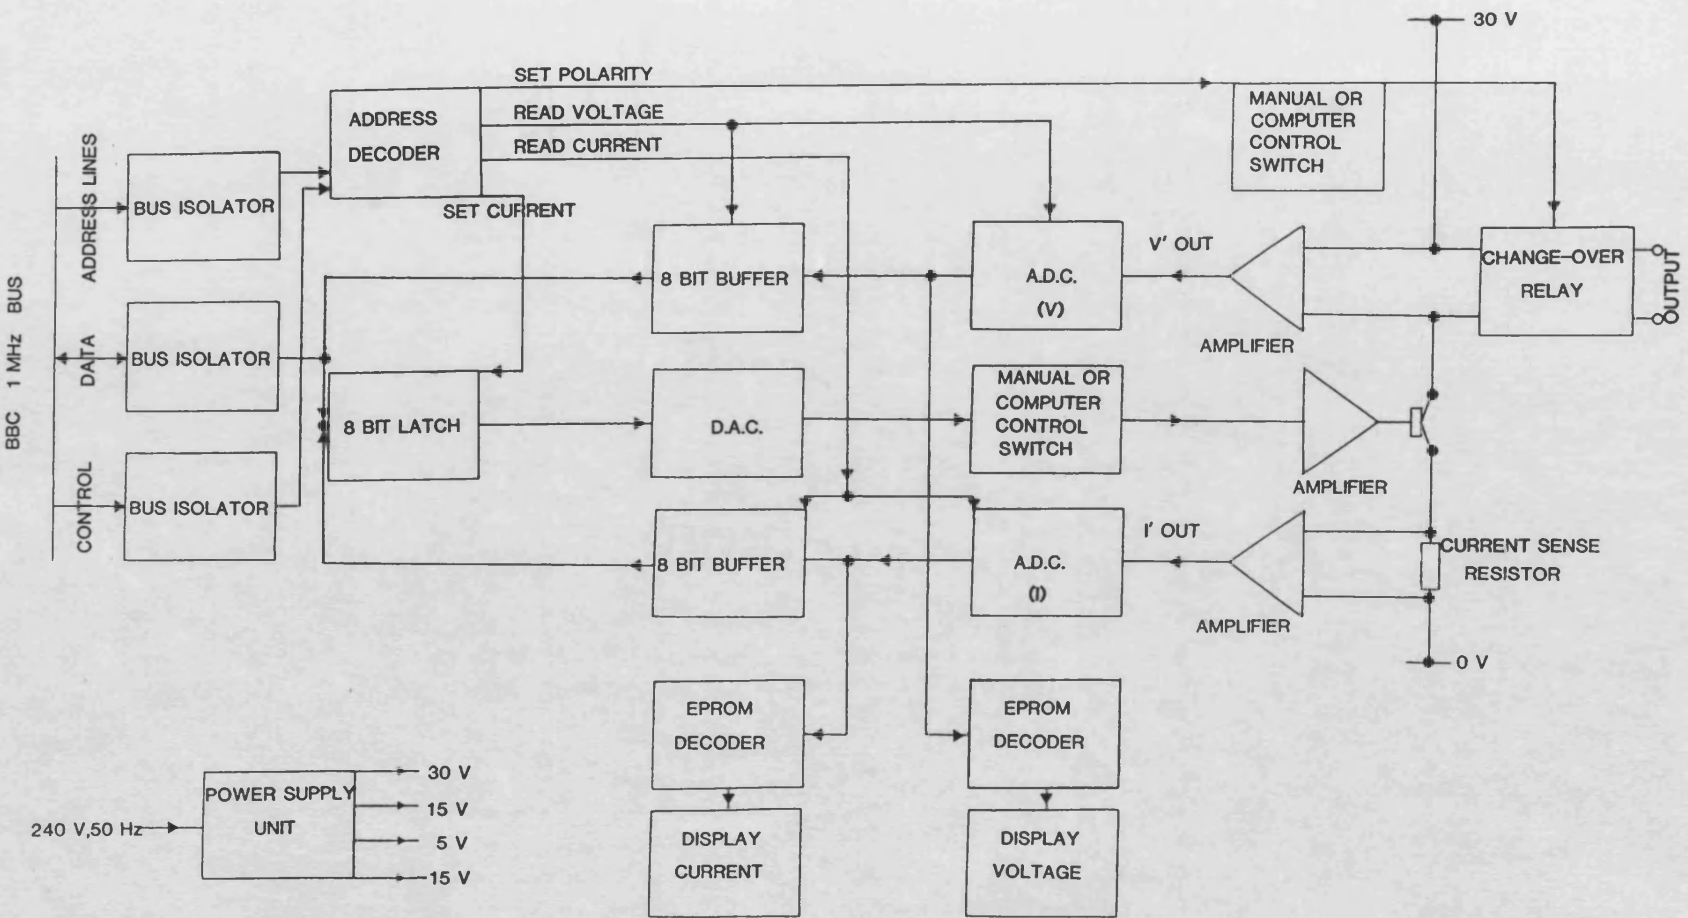 30 V
SET POLARITY
READ VOLTAGE
READ CURRENT
SET CURRENT
ADDRESS
DECODER
MANUAL OR
COMPUTER
CONTROL
SWITCH
BBC 1 MHz BUS
ADDRESS LINES
DATA
CONTROL
BUS ISOLATOR
BUS ISOLATOR
BUS ISOLATOR
8 BIT BUFFER
A.D.C.
(V)
V' OUT
AMPLIFIER
CHANGE-OVER
RELAY
OUTPUT
8 BIT LATCH
D.A.C.
MANUAL OR
COMPUTER
CONTROL
SWITCH
AMPLIFIER
8 BIT BUFFER
A.D.C.
(I)
I' OUT
AMPLIFIER
CURRENT SENSE
RESISTOR
0 V
EPROM
DECODER
EPROM
DECODER
DISPLAY
CURRENT
DISPLAY
VOLTAGE
240 V,50 Hz
POWER SUPPLY
UNIT
30 V
15 V
5 V
15 V